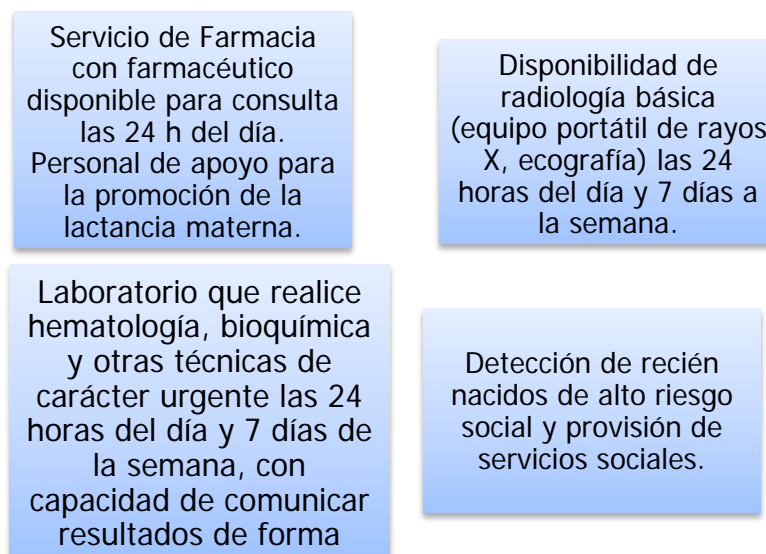 Servicio de Farmacia
con farmacéutico
disponible para consulta
las 24 h del día.
Personal de apoyo para
la promoción de la
lactancia materna.
Disponibilidad de
radiología básica
(equipo portátil de rayos
X, ecografía) las 24
horas del día y 7 días a
la semana.
Laboratorio que realice
hematología, bioquímica
y otras técnicas de
carácter urgente las 24
horas del día y 7 días de
la semana, con
capacidad de comunicar
resultados de forma
Detección de recién
nacidos de alto riesgo
social y provisión de
servicios sociales.